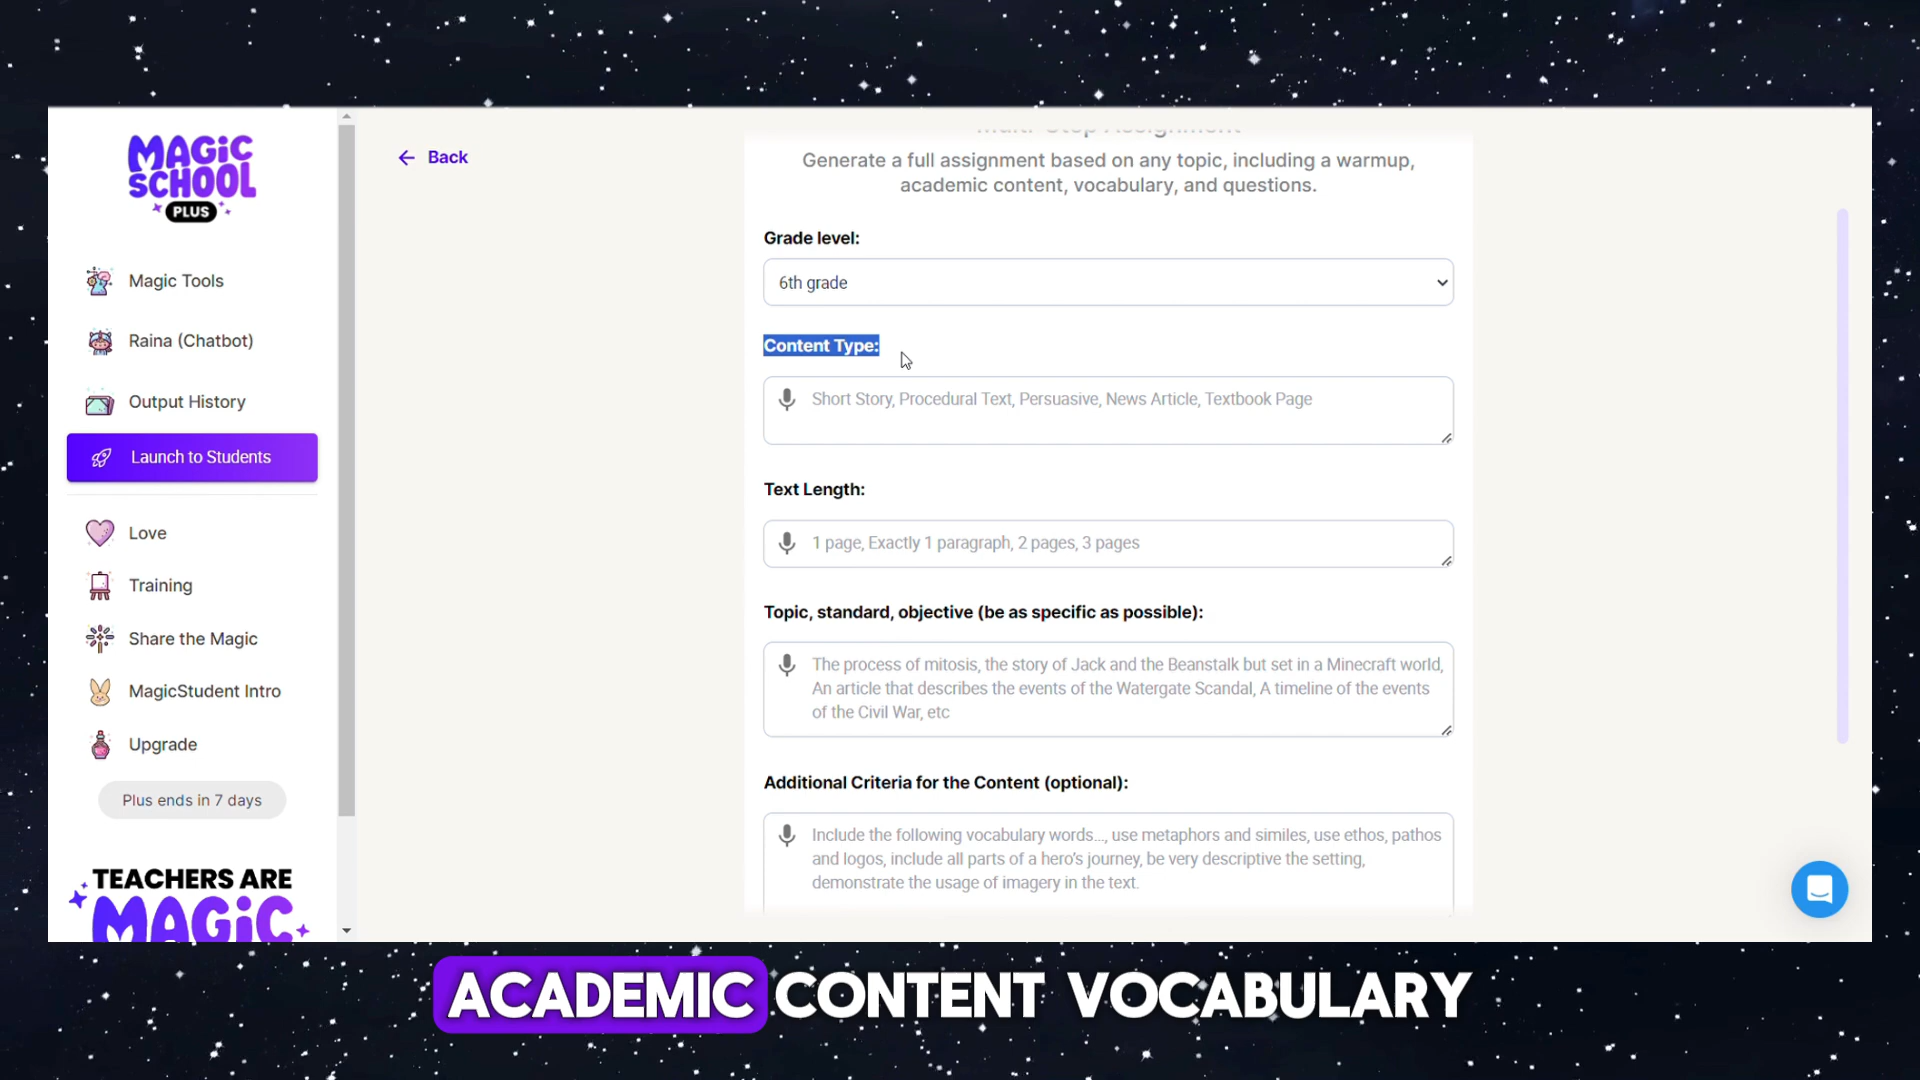 MAGiC
SCHOOL
PLUS
Magic Tools
Raina (Chatbot)
Output History
Launch to Students
Love
Training
Share the Magic
MagicStudent Intro
Upgrade
Plus ends in 7 days
TEACHERS ARE
MAGiC
Back
Multi-Step Assignment
Generate a full assignment based on any topic, including a warmup,
academic content, vocabulary, and questions.
Grade level:
6th grade
Content Type:
Short Story, Procedural Text, Persuasive, News Article, Textbook Page
Text Length:
1 page, Exactly 1 paragraph, 2 pages, 3 pages
Topic, standard, objective (be as specific as possible):
The process of mitosis, the story of Jack and the Beanstalk but set in a Minecraft world,
An article that describes the events of the Watergate Scandal, A timeline of the events
of the Civil War, etc
Additional Criteria for the Content (optional):
Include the following vocabulary words..., use metaphors and similes, use ethos, pathos
and logos, include all parts of a hero's journey, be very descriptive the setting,
demonstrate the usage of imagery in the text.
ACADEMIC CONTENT VOCABULARY